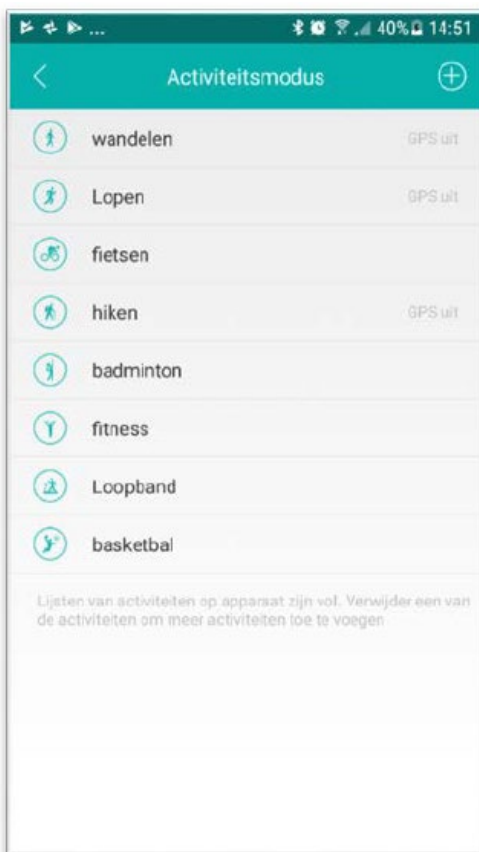 ... 40% 14:51
Activiteitsmodus
wandelen GPS uit
Lopen GPS uit
fietsen
hiken GPS uit
badminton
fitness
Loopband
basketbal
Lijsten van activiteiten op apparaat zijn vol. Verwijder een van
de activiteiten om meer activiteiten toe te voegen